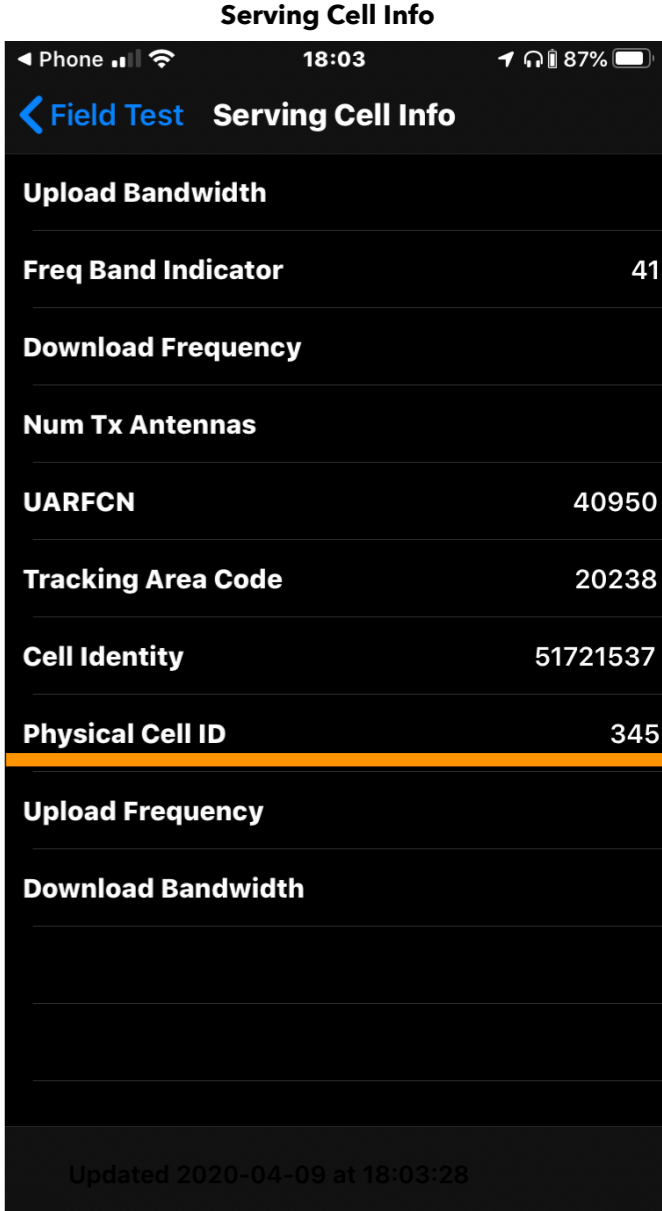 Serving Cell Info
Phone 18:03 87%
Field Test Serving Cell Info
Upload Bandwidth
Freq Band Indicator 41
Download Frequency
Num Tx Antennas
UARFCN 40950
Tracking Area Code 20238
Cell Identity 51721537
Physical Cell ID 345
Upload Frequency
Download Bandwidth
Updated 2020-04-09 at 18:03:28